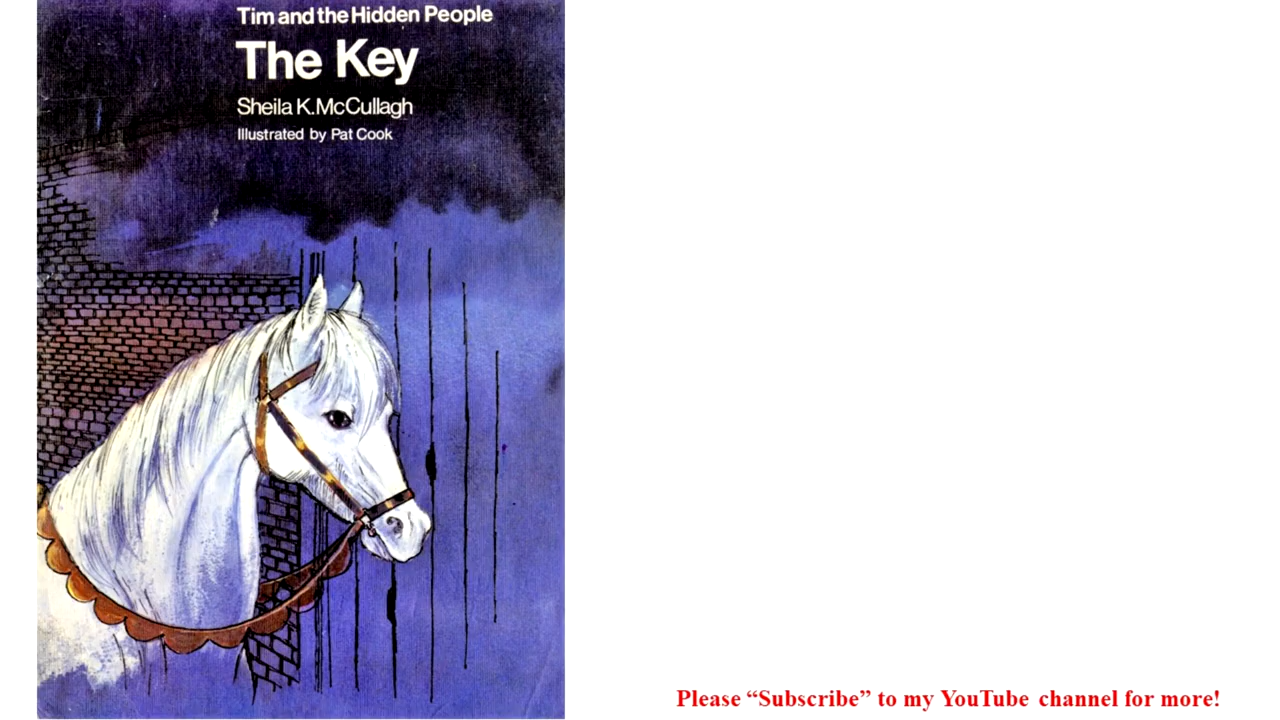 Tim and the Hidden People
The Key
Sheila K. McCullagh
Illustrated by Pat Cook
Please “Subscribe” to my YouTube channel for more!